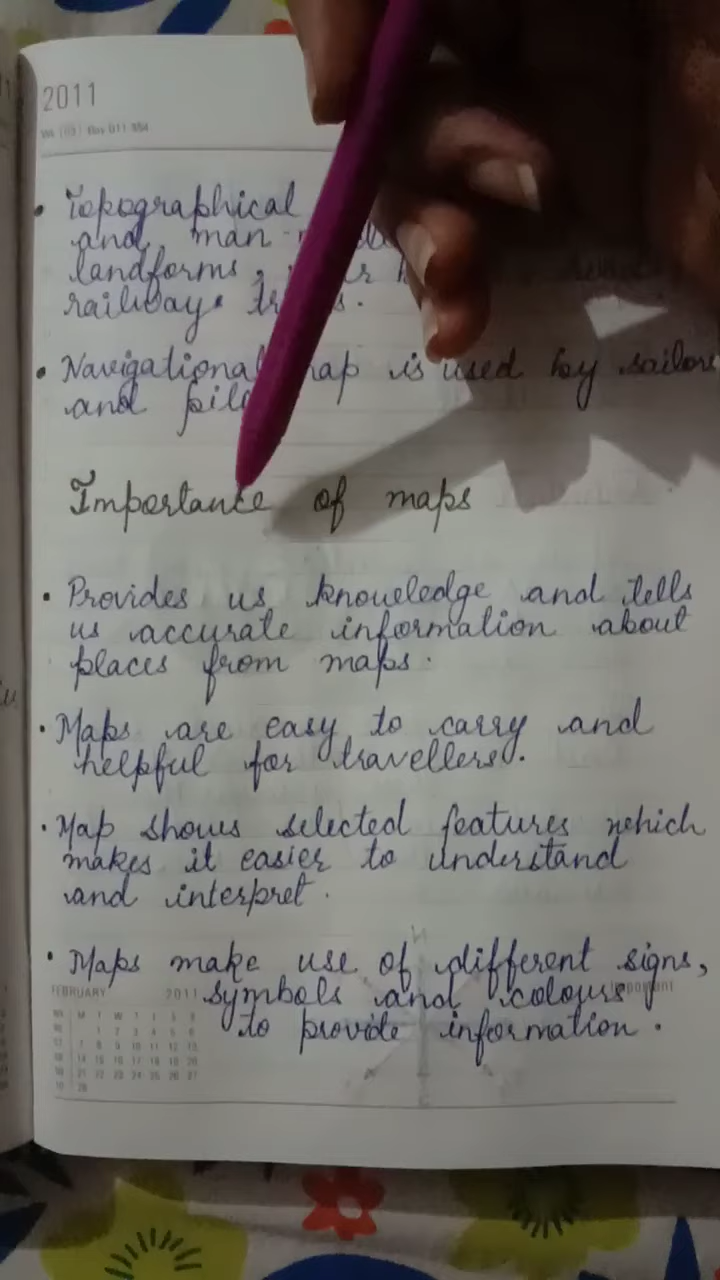 2011
• Topographical
and man
landforms,
railways
• Navigational map is used by sailors
and
Importance of maps
• Provides us knowledge and tells
us accurate information about
places from maps.
• Maps are easy to carry and
helpful for travellers.
• Map shows selected features which
makes it easier to understand
and interpret.
• Maps make use of different signs,
symbols and colours
to provide information.
FEBRUARY 2011